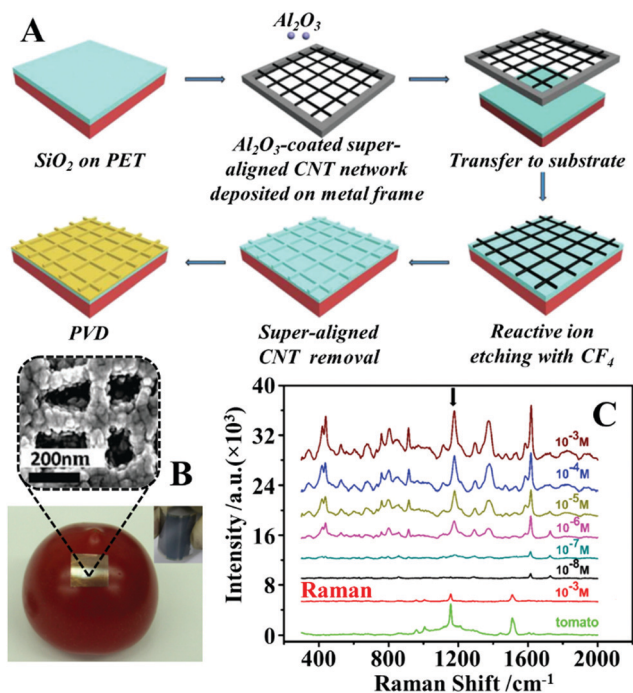 A
Al₂O₃
SiO₂ on PET
Al₂O₃-coated super-
aligned CNT network
deposited on metal frame
Transfer to substrate
PVD
Super-aligned
CNT removal
Reactive ion
etching with CF₄
200nm
B
C
Intensity /a.u.(×10³)
40
32
24
16
8
0
10⁻³M
10⁻⁴M
10⁻⁵M
10⁻⁶M
10⁻⁷M
10⁻⁸M
Raman
10⁻³M
tomato
400 800 1200 1600 2000
Raman Shift /cm⁻¹